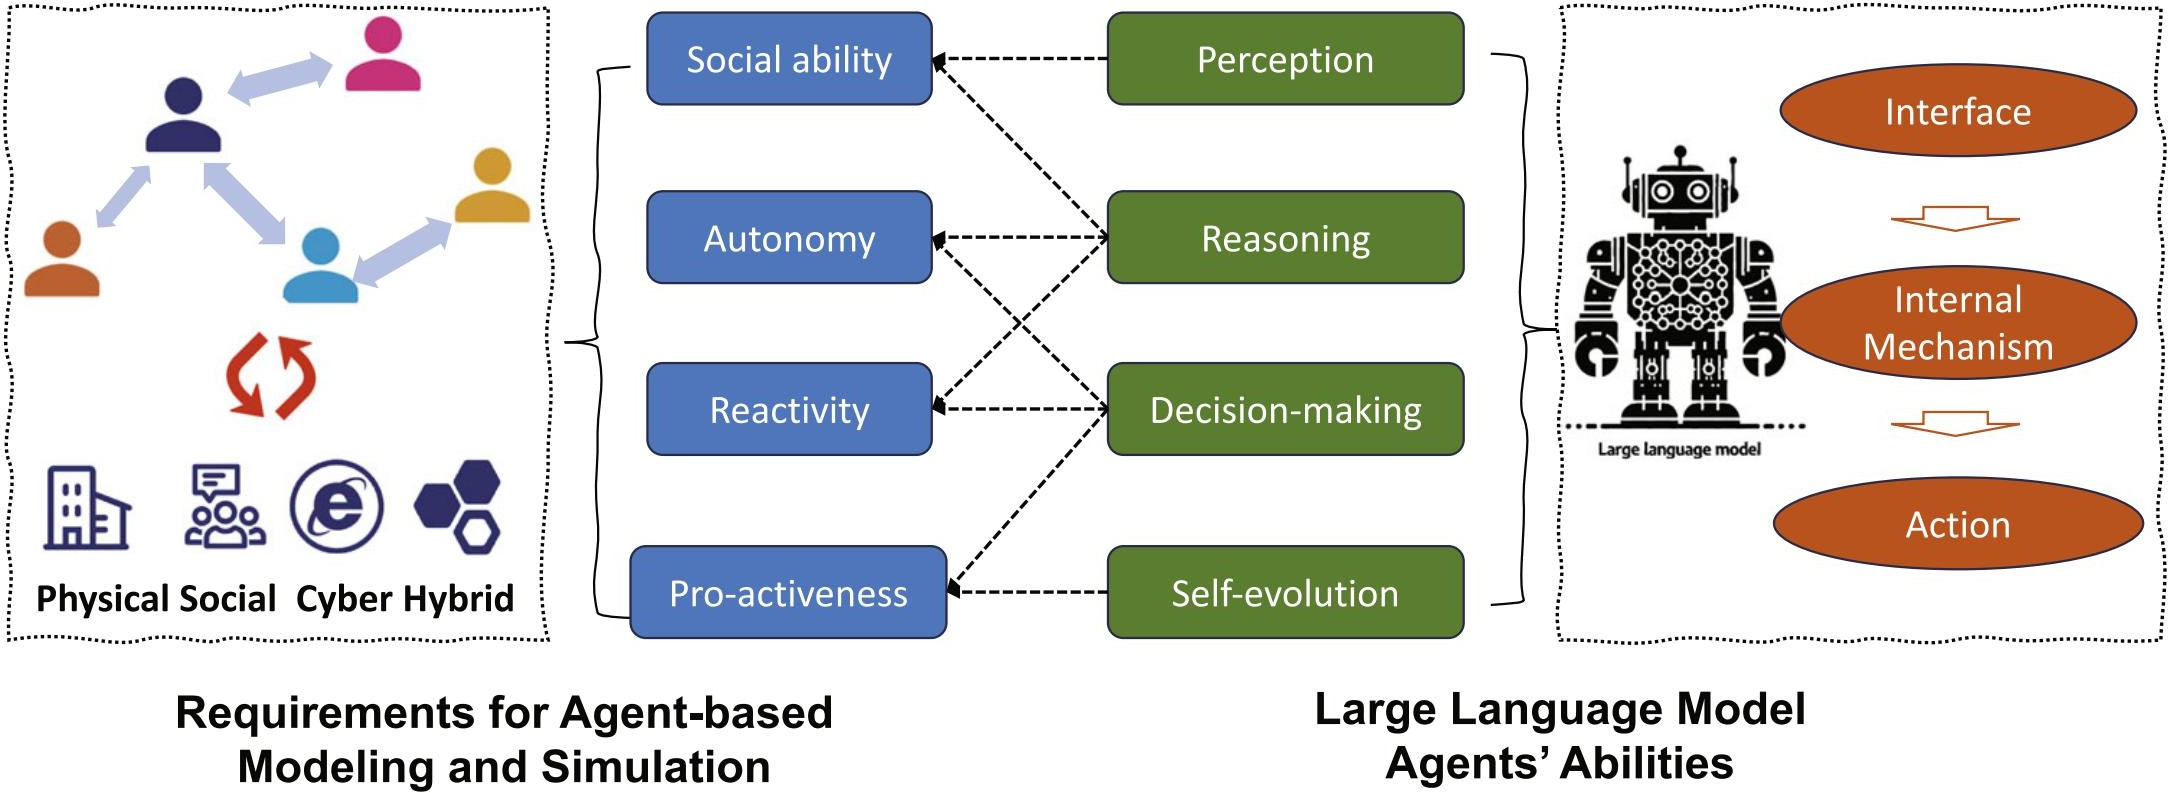 Social ability
Perception
Interface
Autonomy
Reasoning
Internal
Mechanism
Reactivity
Decision-making
Large language model
Action
Pro-activeness
Self-evolution
Physical Social Cyber Hybrid
Requirements for Agent-based
Modeling and Simulation
Large Language Model
Agents’ Abilities